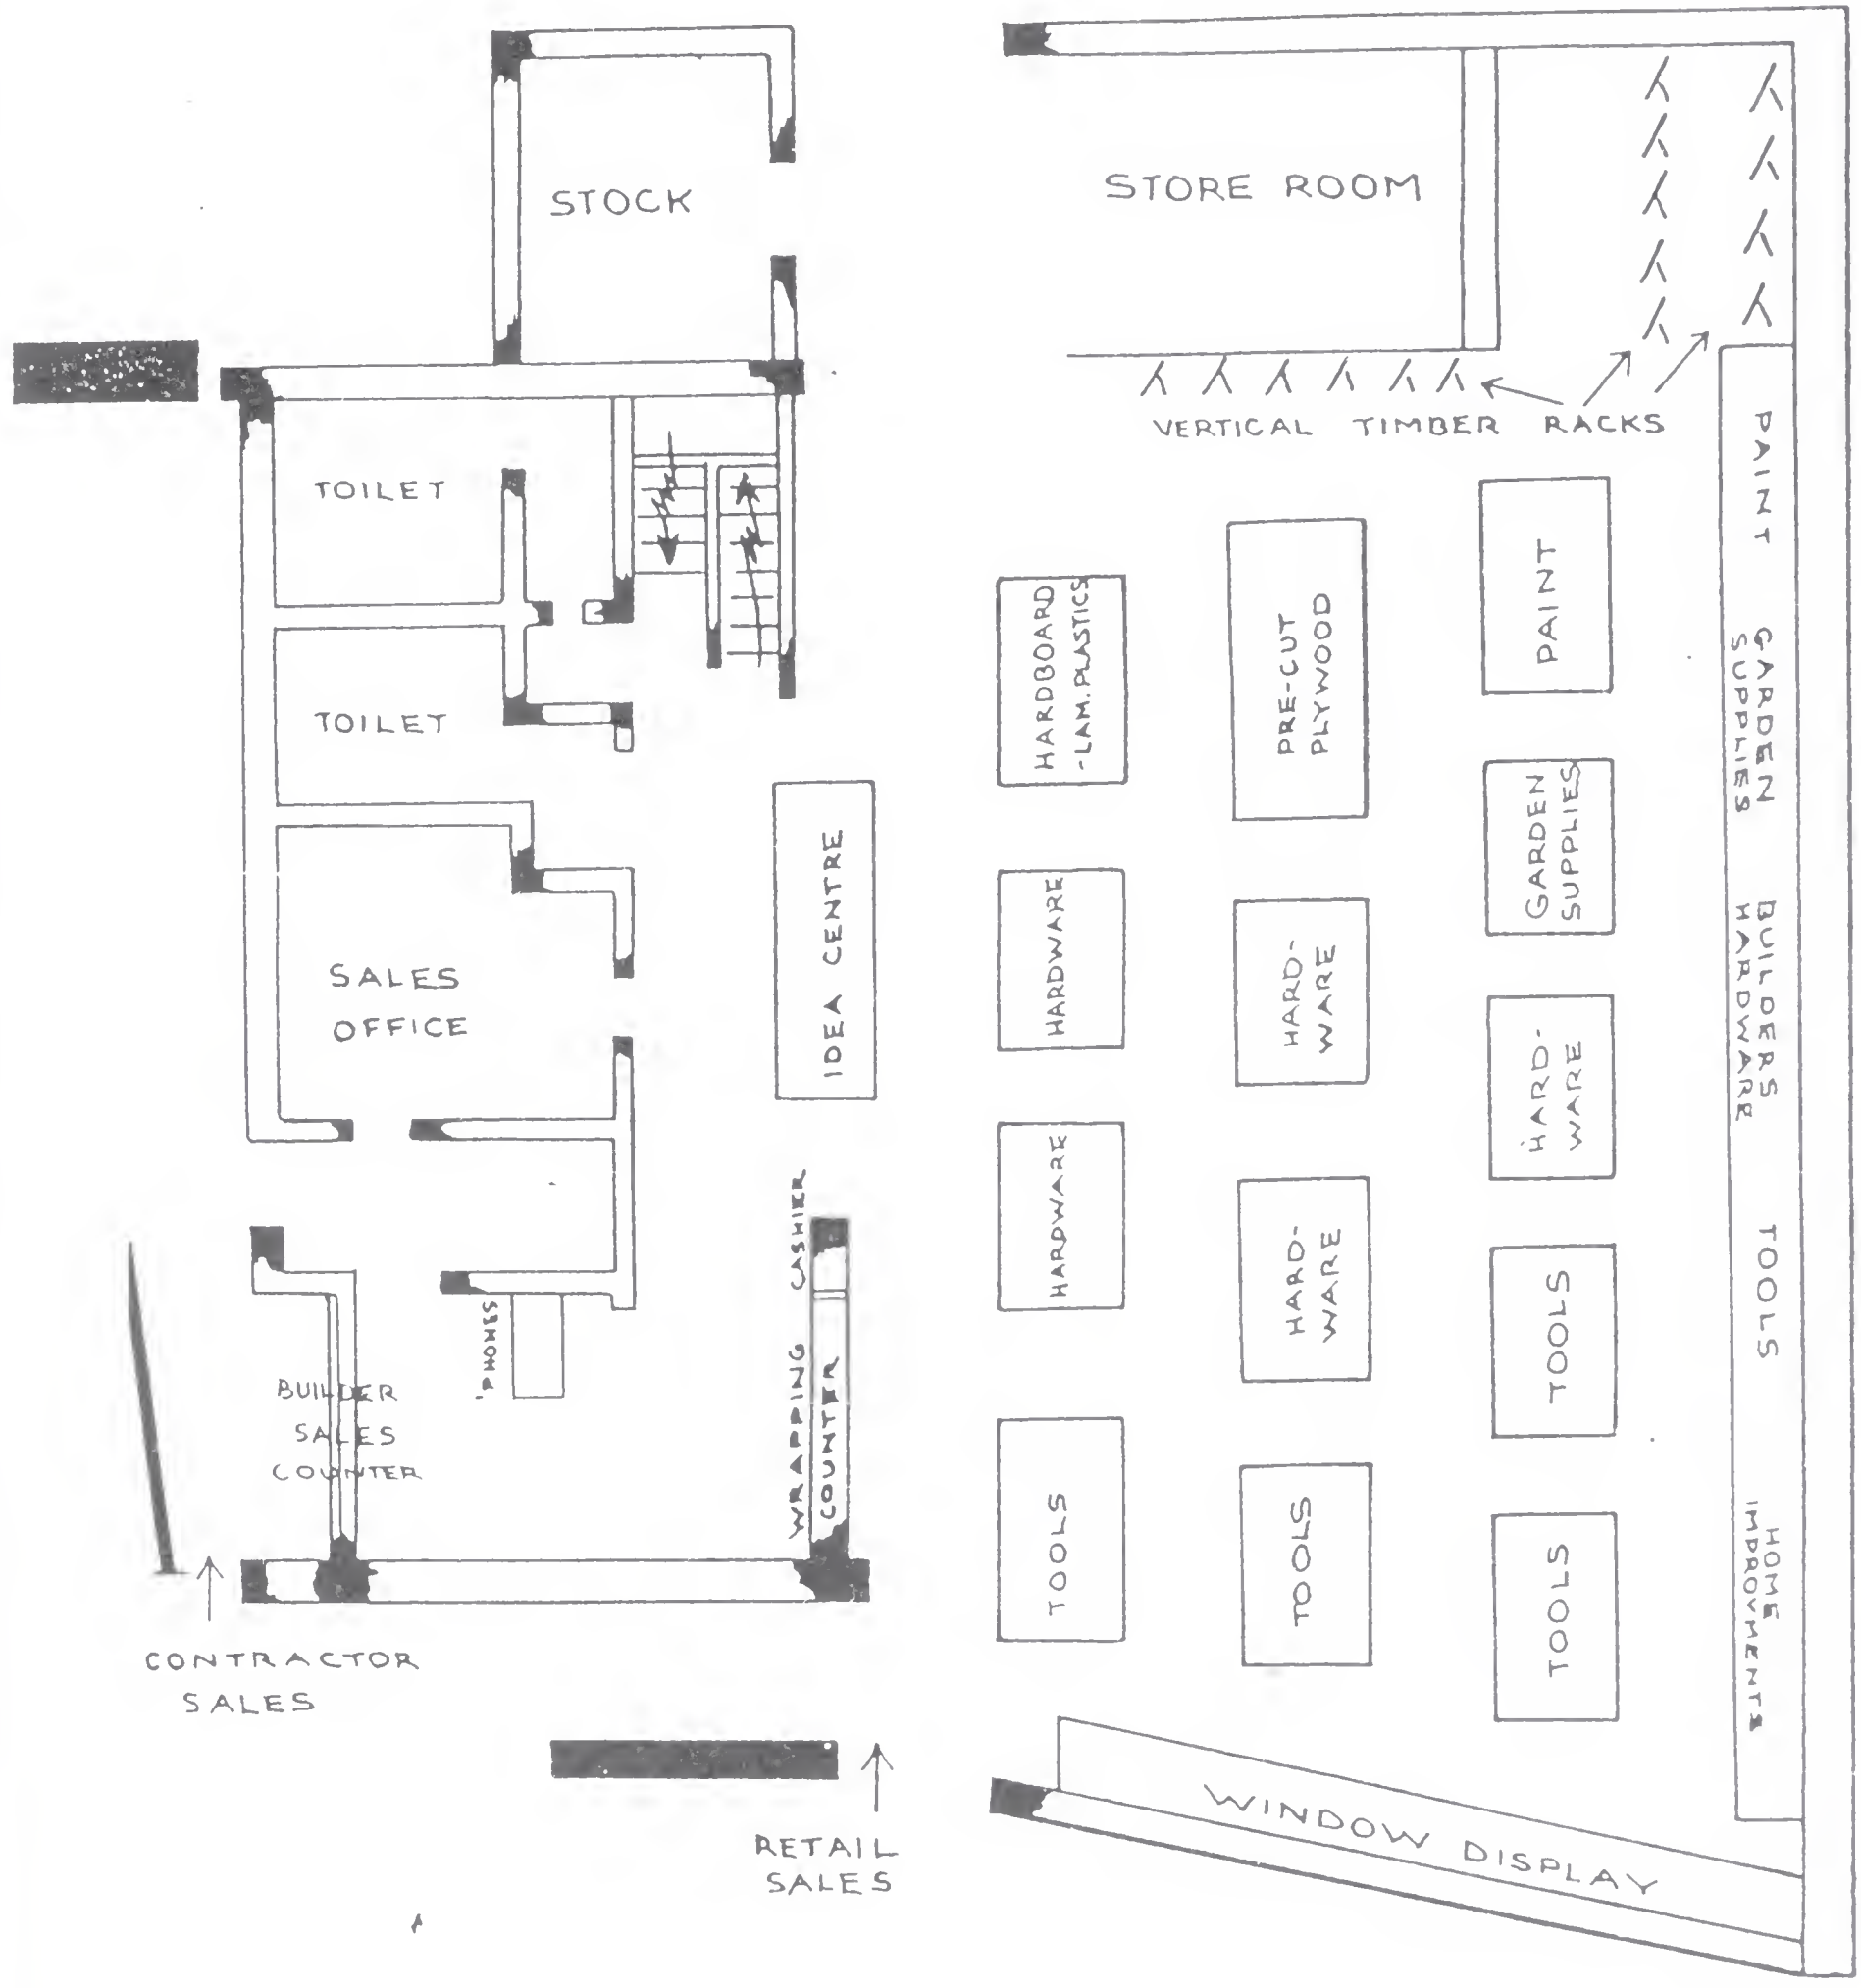 STOCK
STORE ROOM
VERTICAL TIMBER RACKS
TOILET
TOILET
SALES
OFFICE
IDEA CENTRE
CASHIER
WRAPPING
COUNTER
PHONES
BUILDER
SALES
COUNTER
CONTRACTOR
SALES
RETAIL
SALES
HARDBOARD
-LAM. PLASTICS
HARDWARE
HARDWARE
TOOLS
PRE-CUT
PLYWOOD
HARD-
WARE
HARD-
WARE
TOOLS
PAINT
GARDEN
SUPPLIES
HARD-
WARE
TOOLS
TOOLS
PAINT
GARDEN
SUPPLIES
BUILDERS
HARDWARE
TOOLS
HOME
IMPROVMENTS
WINDOW DISPLAY